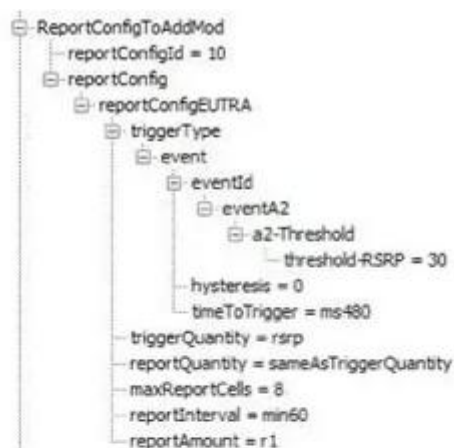 ReportConfigToAddMod
reportConfigId = 10
reportConfig
reportConfigEUTRA
triggerType
event
eventId
eventA2
a2-Threshold
threshold-RSRP = 30
hysteresis = 0
timeToTrigger = ms480
triggerQuantity = rsrp
reportQuantity = sameAsTriggerQuantity
maxReportCells = 8
reportInterval = min60
reportAmount = r1